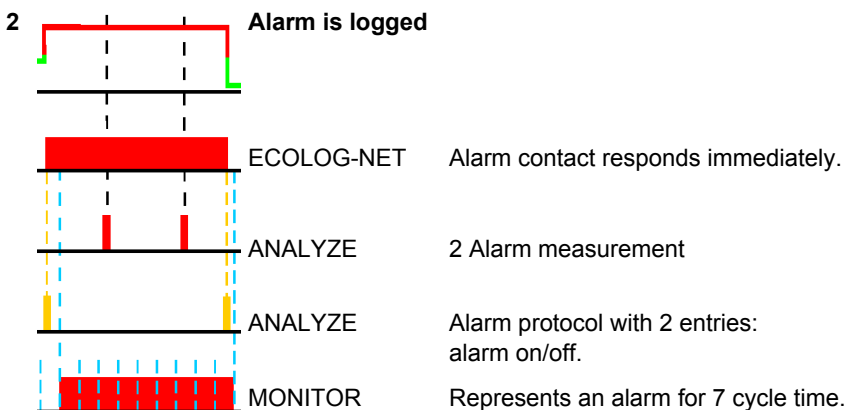 2 Alarm is logged
ECOLOG-NET Alarm contact responds immediately.
ANALYZE 2 Alarm measurement
ANALYZE Alarm protocol with 2 entries:
alarm on/off.
MONITOR Represents an alarm for 7 cycle time.